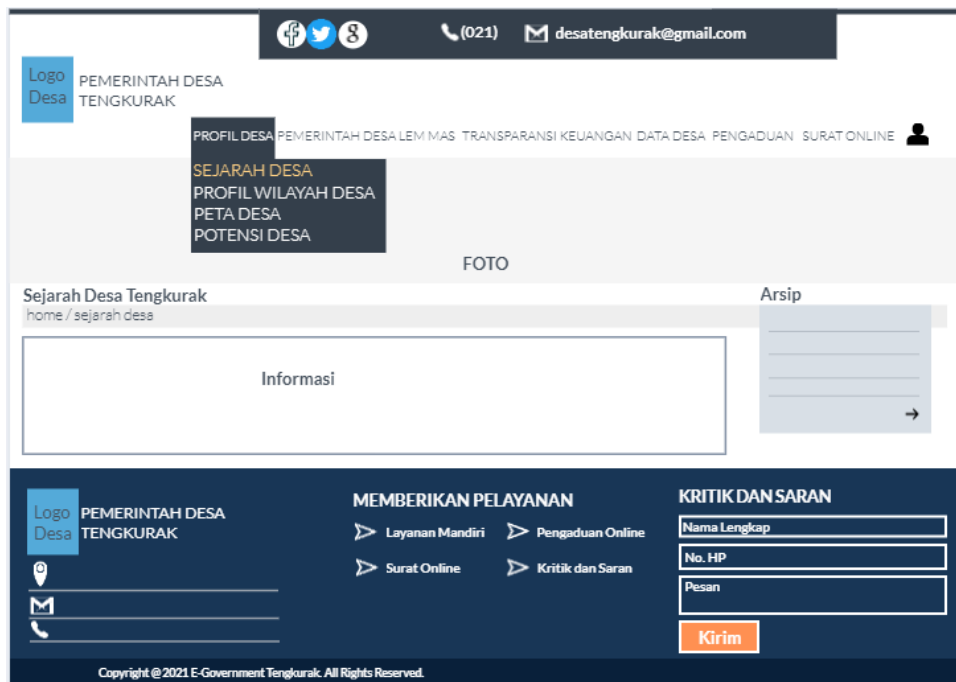 (021) desatengkurak@gmail.com
Logo
Desa
PEMERINTAH DESA
TENGKURAK
PROFIL DESA PEMERINTAH DESA LEM MAS TRANSPARANSI KEUANGAN DATA DESA PENGADUAN SURAT ONLINE
SEJARAH DESA
PROFIL WILAYAH DESA
PETA DESA
POTENSI DESA
FOTO
Sejarah Desa Tengkurak
home / sejarah desa
Arsip
Informasi
Logo
Desa
PEMERINTAH DESA
TENGKURAK
MEMBERIKAN PELAYANAN
Layanan Mandiri Pengaduan Online
Surat Online Kritik dan Saran
KRITIK DAN SARAN
Nama Lengkap
No. HP
Pesan
Kirim
Copyright @ 2021 E-Government Tengkurak. All Rights Reserved.